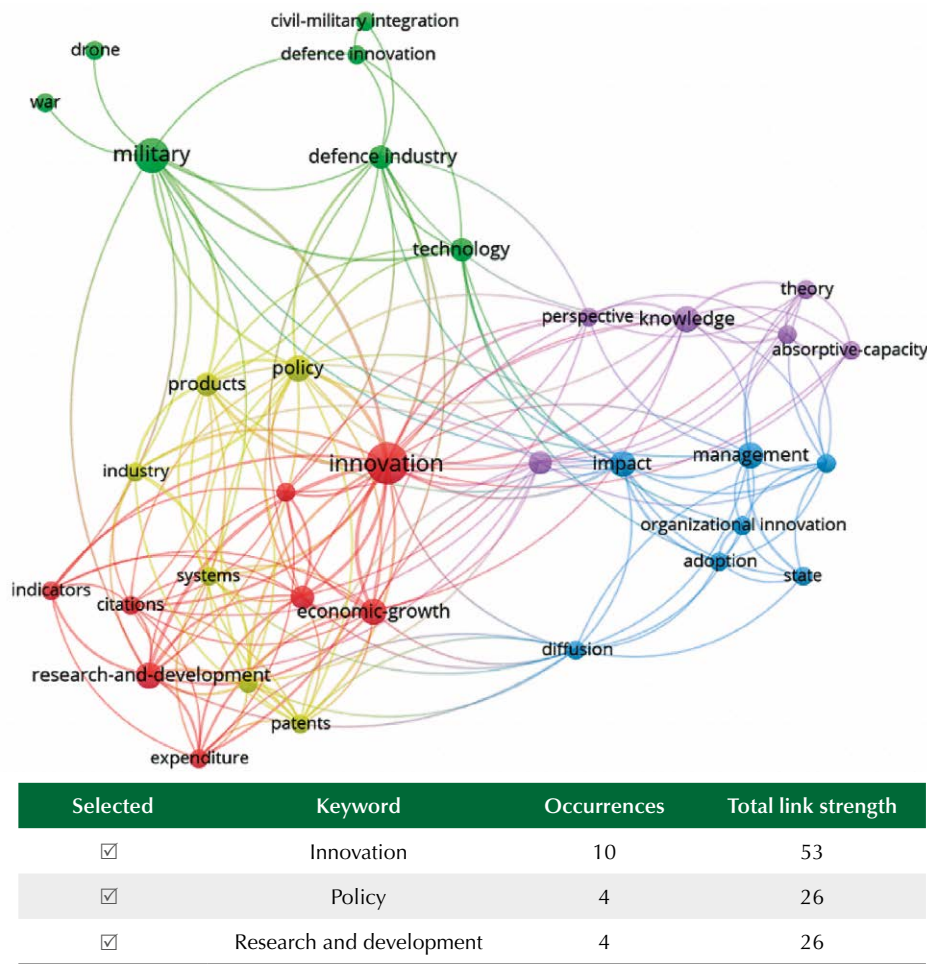 civil-military integration
drone
defence innovation
war
military
defence industry
technology
theory
perspective
knowledge
absorptive-capacity
policy
products
innovation
impact
management
industry
organizational innovation
adoption
state
systems
indicators
citations
economic-growth
diffusion
research-and-development
patents
expenditure
Selected Keyword Occurrences Total link strength
☑ Innovation 10 53
☑ Policy 4 26
☑ Research and development 4 26